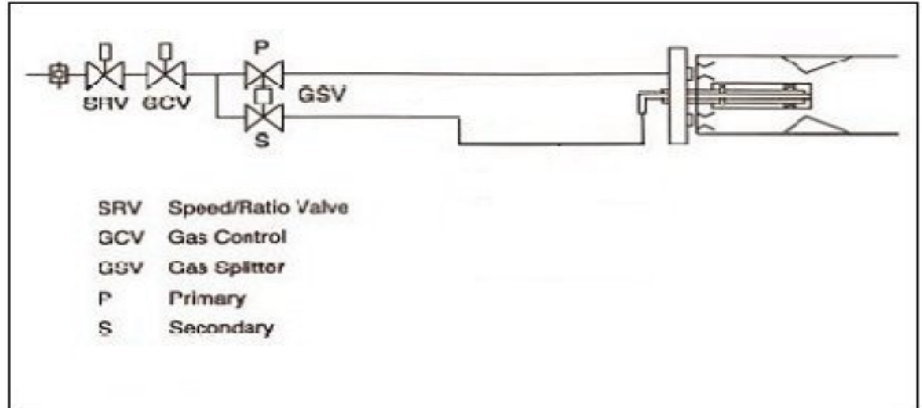 P
SRV GCV GSV
S
SRV Speed/Ratio Valve
GCV Gas Control
GSV Gas Splitter
P Primary
S Secondary